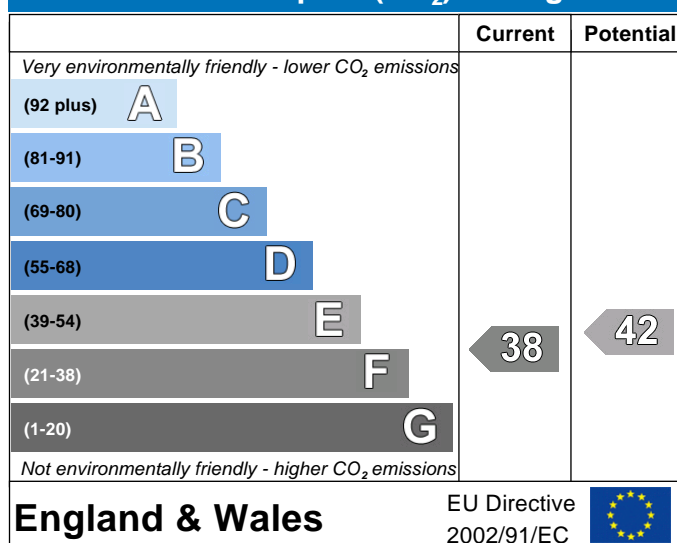 Current Potential
Very environmentally friendly - lower CO₂ emissions
(92 plus) A
(81-91) B
(69-80) C
(55-68) D
(39-54) E
(21-38) F
(1-20) G
38
42
Not environmentally friendly - higher CO₂ emissions
England & Wales
EU Directive
2002/91/EC